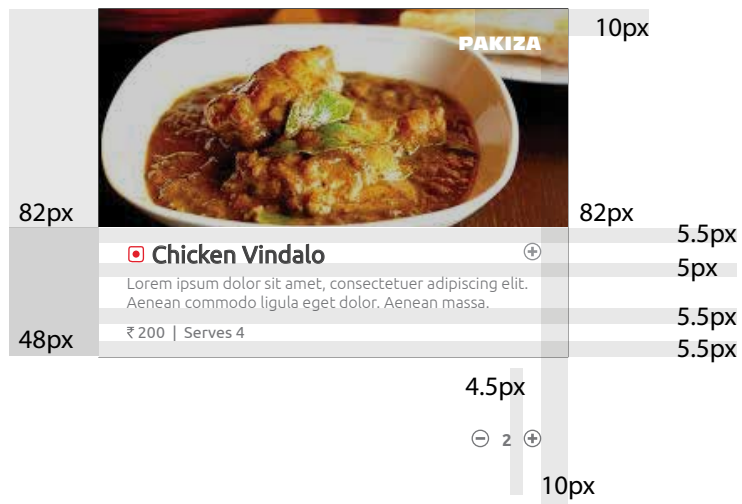 10px
PAKIZA
82px
82px
5.5px
Chicken Vindalo
5px
Lorem ipsum dolor sit amet, consectetuer adipiscing elit.
Aenean commodo ligula eget dolor. Aenean massa.
5.5px
₹ 200 | Serves 4
48px
5.5px
4.5px
2
10px